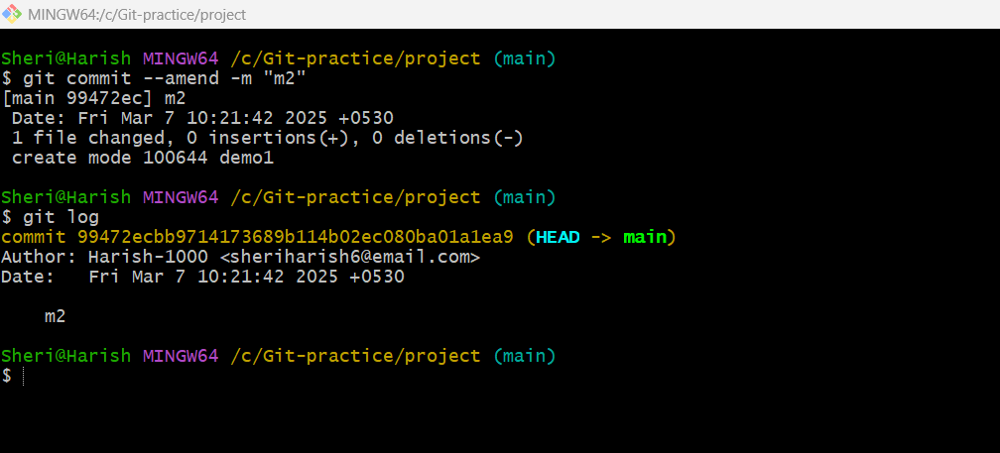 MINGW64:/c/Git-practice/project
Sheri@Harish MINGW64 /c/Git-practice/project (main)
$ git commit --amend -m "m2"
[main 99472ec] m2
 Date: Fri Mar 7 10:21:42 2025 +0530
 1 file changed, 0 insertions(+), 0 deletions(-)
 create mode 100644 demo1
Sheri@Harish MINGW64 /c/Git-practice/project (main)
$ git log
commit 99472ecbb9714173689b114b02ec080ba01a1ea9 (HEAD -> main)
Author: Harish-1000 <sheriharish6@email.com>
Date:   Fri Mar 7 10:21:42 2025 +0530
    m2
Sheri@Harish MINGW64 /c/Git-practice/project (main)
$